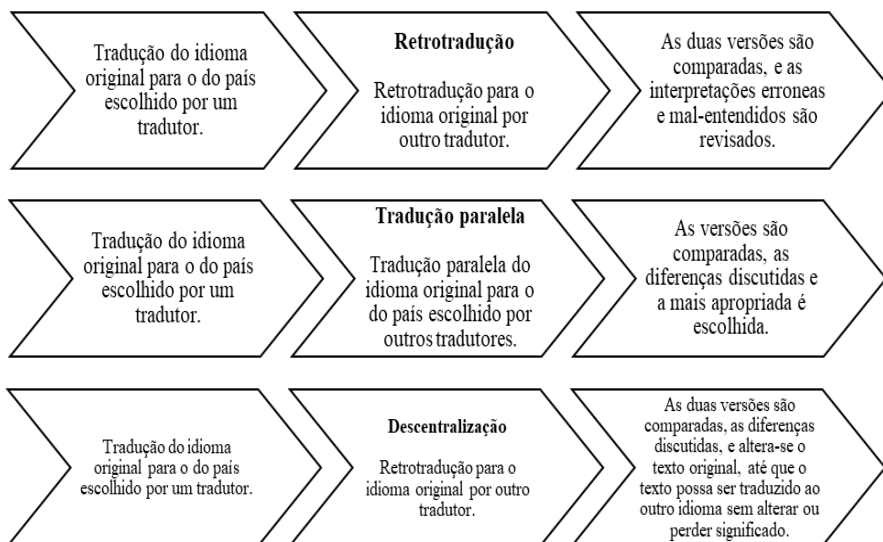 Tradução do idioma
original para o do país
escolhido por um
tradutor.
Retrotradução
Retrotradução para o
idioma original por
outro tradutor.
As duas versões são
comparadas, e as
interpretações erroneas
e mal-entendidos são
revisados.
Tradução do idioma
original para o do país
escolhido por um
tradutor.
Tradução paralela
Tradução paralela do
idioma original para o
do país escolhido por
outros tradutores.
As versões são
comparadas, as
diferenças discutidas e
a mais apropriada é
escolhida.
Tradução do idioma
original para o do país
escolhido por um tradutor.
Descentralização
Retrotradução para o
idioma original por outro
tradutor.
As duas versões são
comparadas, as diferenças
discutidas, e altera-se o
texto original, até que o
texto possa ser traduzido ao
outro idioma sem alterar ou
perder significado.